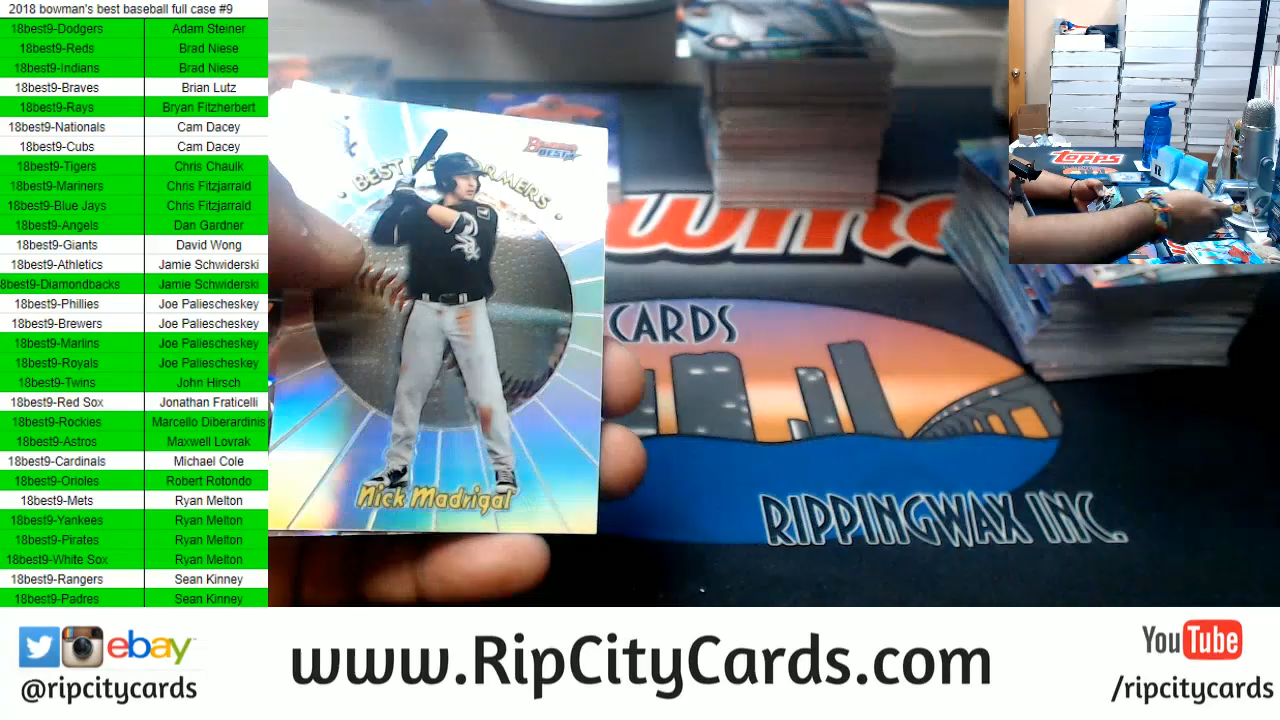 2018 bowman's best baseball full case #9
18best9-Dodgers Adam Steiner
18best9-Reds Brad Niese
18best9-Indians Brad Niese
18best9-Braves Brian Lutz
18best9-Rays Bryan Fitzherbert
18best9-Nationals Cam Dacey
18best9-Cubs Cam Dacey
18best9-Tigers Chris Chaulk
18best9-Mariners Chris Fitzjarrald
18best9-Blue Jays Chris Fitzjarrald
18best9-Angels Dan Gardner
18best9-Giants David Wong
18best9-Athletics Jamie Schwiderski
8best9-Diamondbacks Jamie Schwiderski
18best9-Phillies Joe Paliescheskey
18best9-Brewers Joe Paliescheskey
18best9-Marlins Joe Paliescheskey
18best9-Royals Joe Paliescheskey
18best9-Twins John Hirsch
18best9-Red Sox Jonathan Fraticelli
18best9-Rockies Marcello Diberardinis
18best9-Astros Maxwell Lovrak
18best9-Cardinals Michael Cole
18best9-Orioles Robert Rotondo
18best9-Mets Ryan Melton
18best9-Yankees Ryan Melton
18best9-Pirates Ryan Melton
18best9-White Sox Ryan Melton
18best9-Rangers Sean Kinney
18best9-Padres Sean Kinney
BOWMAN'S
BEST
BEST PERFORMERS
Sox
Nick Madrigal
CARDS
RIPPINGWAX INC.
topps
ebay
@ripcitycards
www.RipCityCards.com
YouTube
/ripcitycards